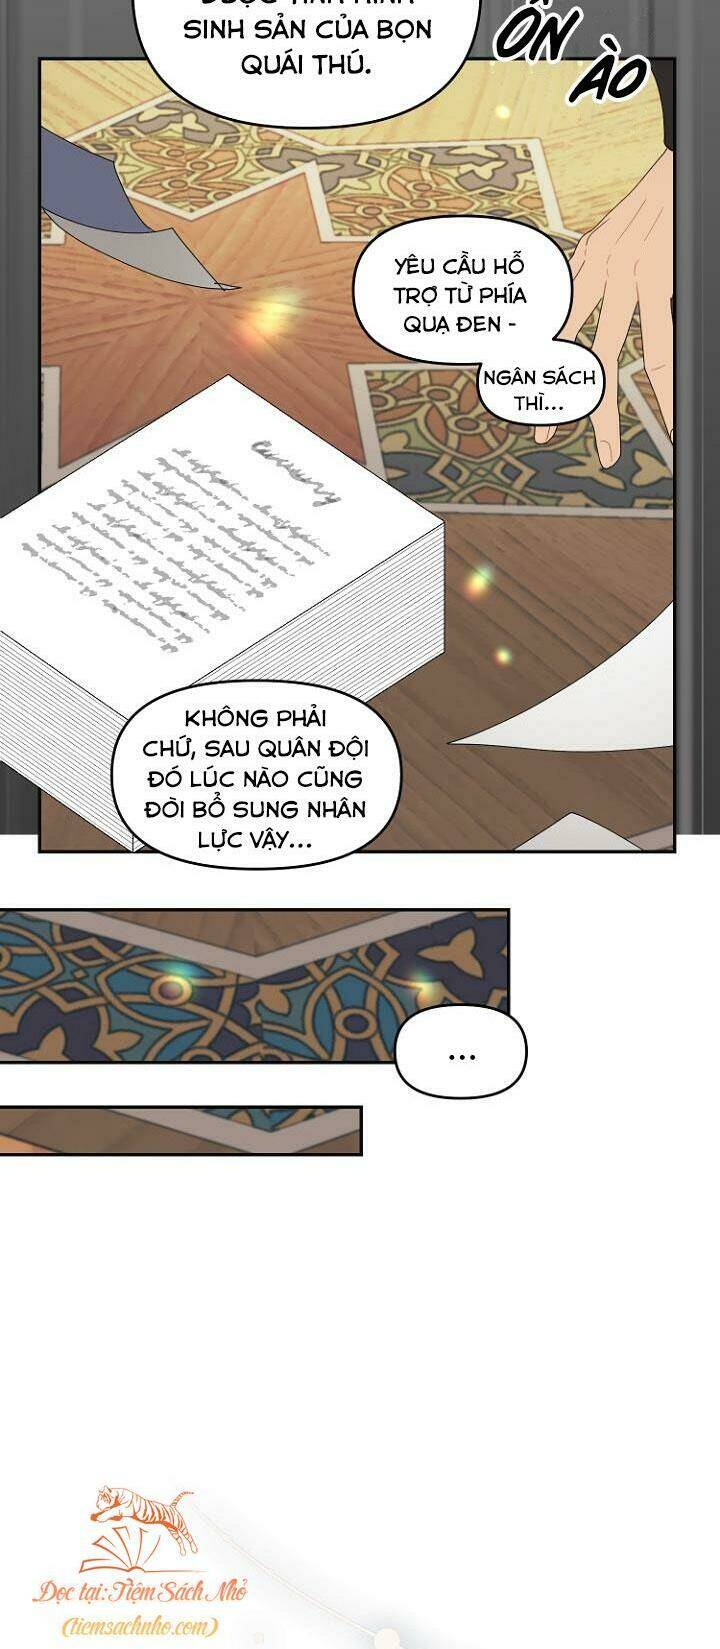 SINH SẢN CỦA BỌN
QUÁI THÚ.
ỒN
ÀO
YÊU CẦU HỖ
TRỢ TỪ PHÍA
QUẠ ĐEN -
NGÂN SÁCH
THÌ...
KHÔNG PHẢI
CHỨ, SAO QUÂN ĐỘI
ĐÓ LÚC NÀO CŨNG
ĐÒI BỔ SUNG NHÂN
LỰC VẬY...
...
Đọc tại: Tiệm Sách Nhỏ
(tiemsachnho.com)